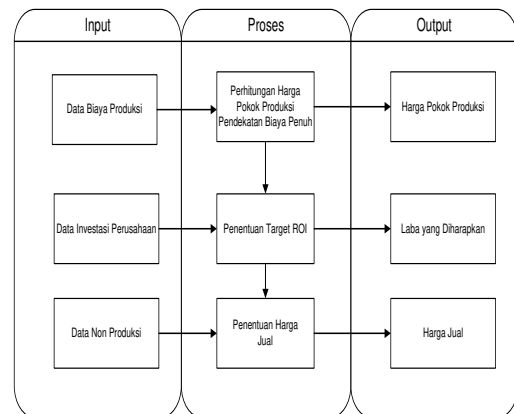 Input
Proses
Output
Data Biaya Produksi
Perhitungan Harga
Pokok Produksi
Pendekatan Biaya Penuh
Harga Pokok Produksi
Data Investasi Perusahaan
Penentuan Target ROI
Laba yang Diharapkan
Data Non Produksi
Penentuan Harga
Jual
Harga Jual